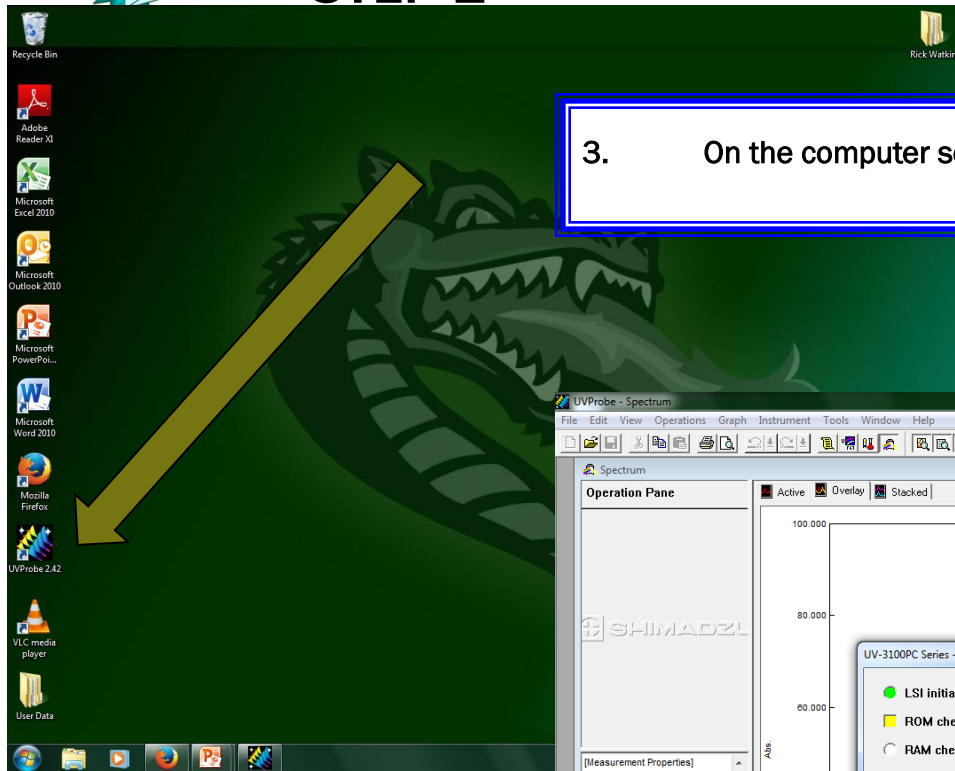 Recycle Bin
Rick Watkin
Adobe
Reader XI
3. On the computer s
Microsoft
Excel 2010
Microsoft
Outlook 2010
Microsoft
PowerPoi...
Microsoft
Word 2010
Mozilla
Firefox
UVProbe 2.42
VLC media
player
User Data
UVProbe - Spectrum
File Edit View Operations Graph Instrument Tools Window Help
Spectrum
Operation Pane
Active Overlay Stacked
100.000
80.000
SHIMADZU
UV-3100PC Series -
LSI initia
60.000
ROM che
RAM che
Abs.
[Measurement Properties]